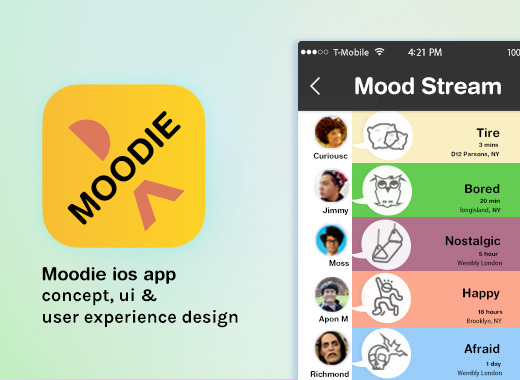 MOODIE
Moodie ios app
concept, ui &
user experience design
T-Mobile 4:21 PM 100
Mood Stream
Curiousc
Tire
3 mins
D12 Parsons, NY
Jimmy
Bored
20 min
longisland, NY
Moss
Nostalgic
5 hour
Wembly London
Apon M
Happy
18 hours
Brooklyn, NY
Richmond
Afraid
1 day
Wembly London